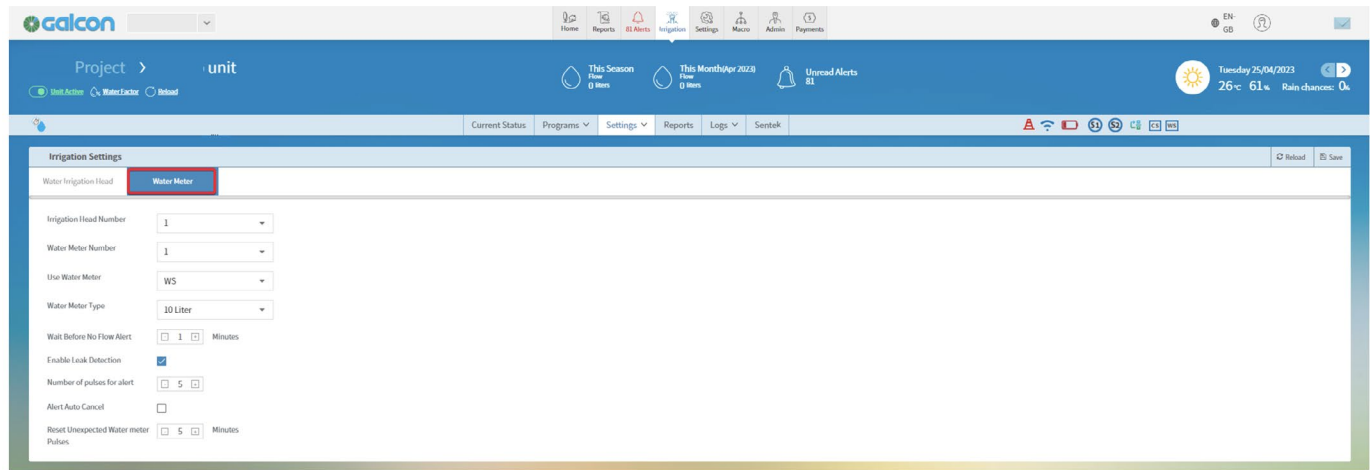 Galcon
Home
Reports
81 Alerts
Irrigation
Settings
Macro
Admin
Payments
EN-
GB
Project > unit
Unit Active
Water Factor
Reload
This Season
Flow
0 liters
This Month(Apr 2023)
Flow
0 liters
Unread Alerts
81
Tuesday 25/04/2023
26°C 61% Rain chances: 0%
Current Status
Programs
Settings
Reports
Logs
Sentek
S1 S2 CS WS
Irrigation Settings
Reload
Save
Water Irrigation Head
Water Meter
Irrigation Head Number 1
Water Meter Number 1
Use Water Meter WS
Water Meter Type 10 Liter
Wait Before No Flow Alert - 1 + Minutes
Enable Leak Detection
Number of pulses for alert - 5 +
Alert Auto Cancel
Reset Unexpected Water meter - 5 + Minutes
Pulses